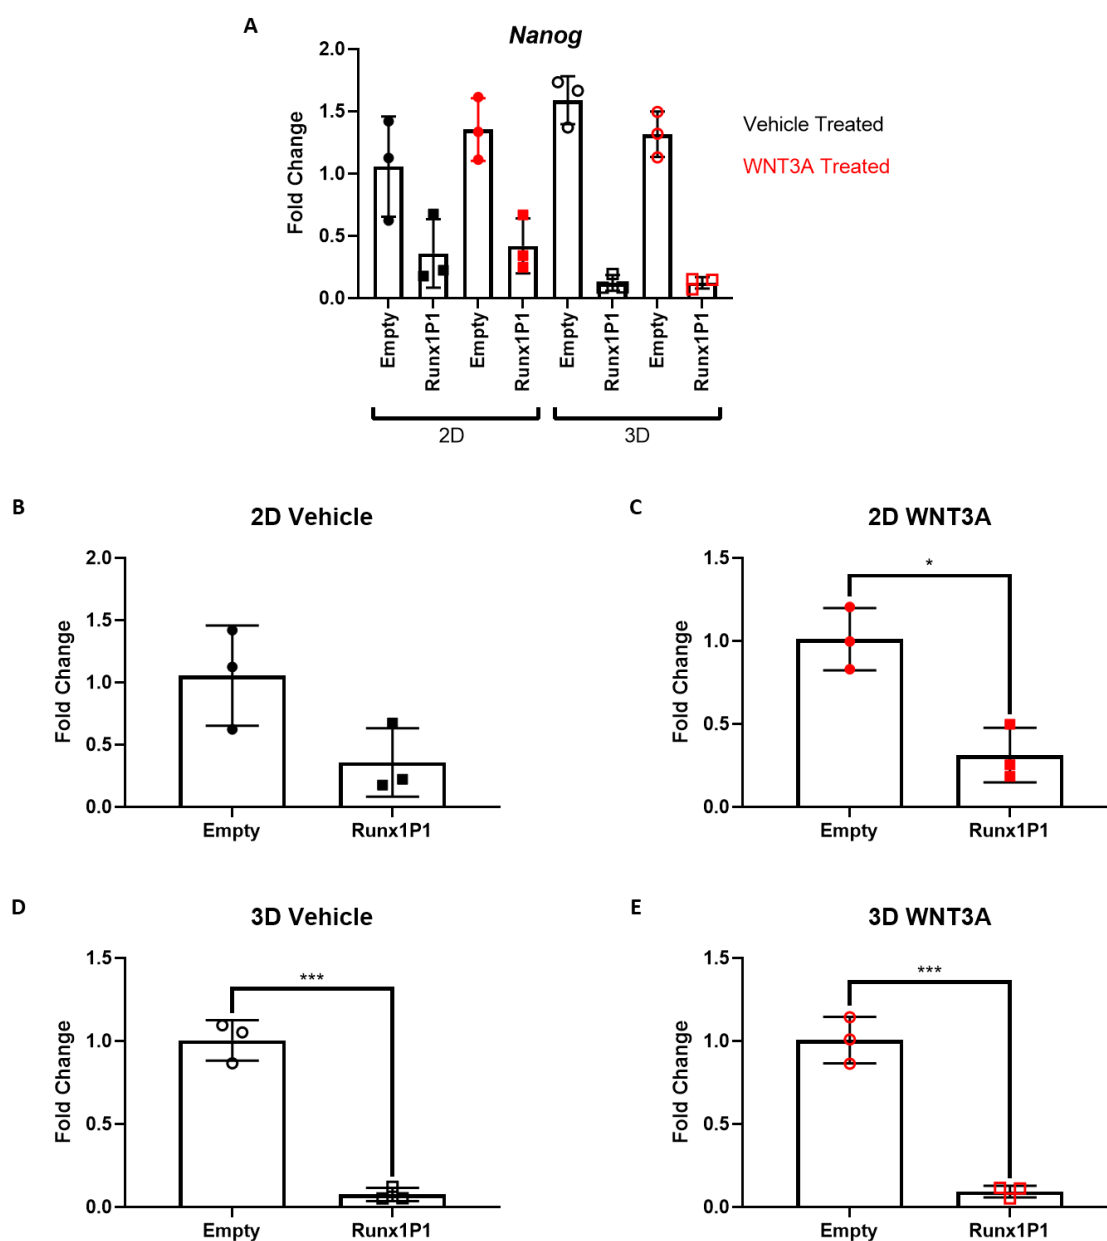 A
Nanog
Fold Change
2.0
1.5
1.0
0.5
0.0
Empty
Runx1P1
Empty
Runx1P1
Empty
Runx1P1
Empty
Runx1P1
2D
3D
Vehicle Treated
WNT3A Treated
B
2D Vehicle
Fold Change
2.0
1.5
1.0
0.5
0.0
Empty
Runx1P1
C
2D WNT3A
Fold Change
1.5
1.0
0.5
0.0
*
Empty
Runx1P1
D
3D Vehicle
Fold Change
1.5
1.0
0.5
0.0
***
Empty
Runx1P1
E
3D WNT3A
Fold Change
1.5
1.0
0.5
0.0
***
Empty
Runx1P1